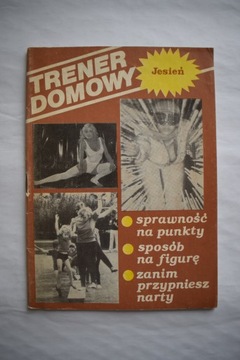 TRENER
DOMOWY
Jesień
sprawność
na punkty
sposób
na figurę
zanim
przypniesz
narty